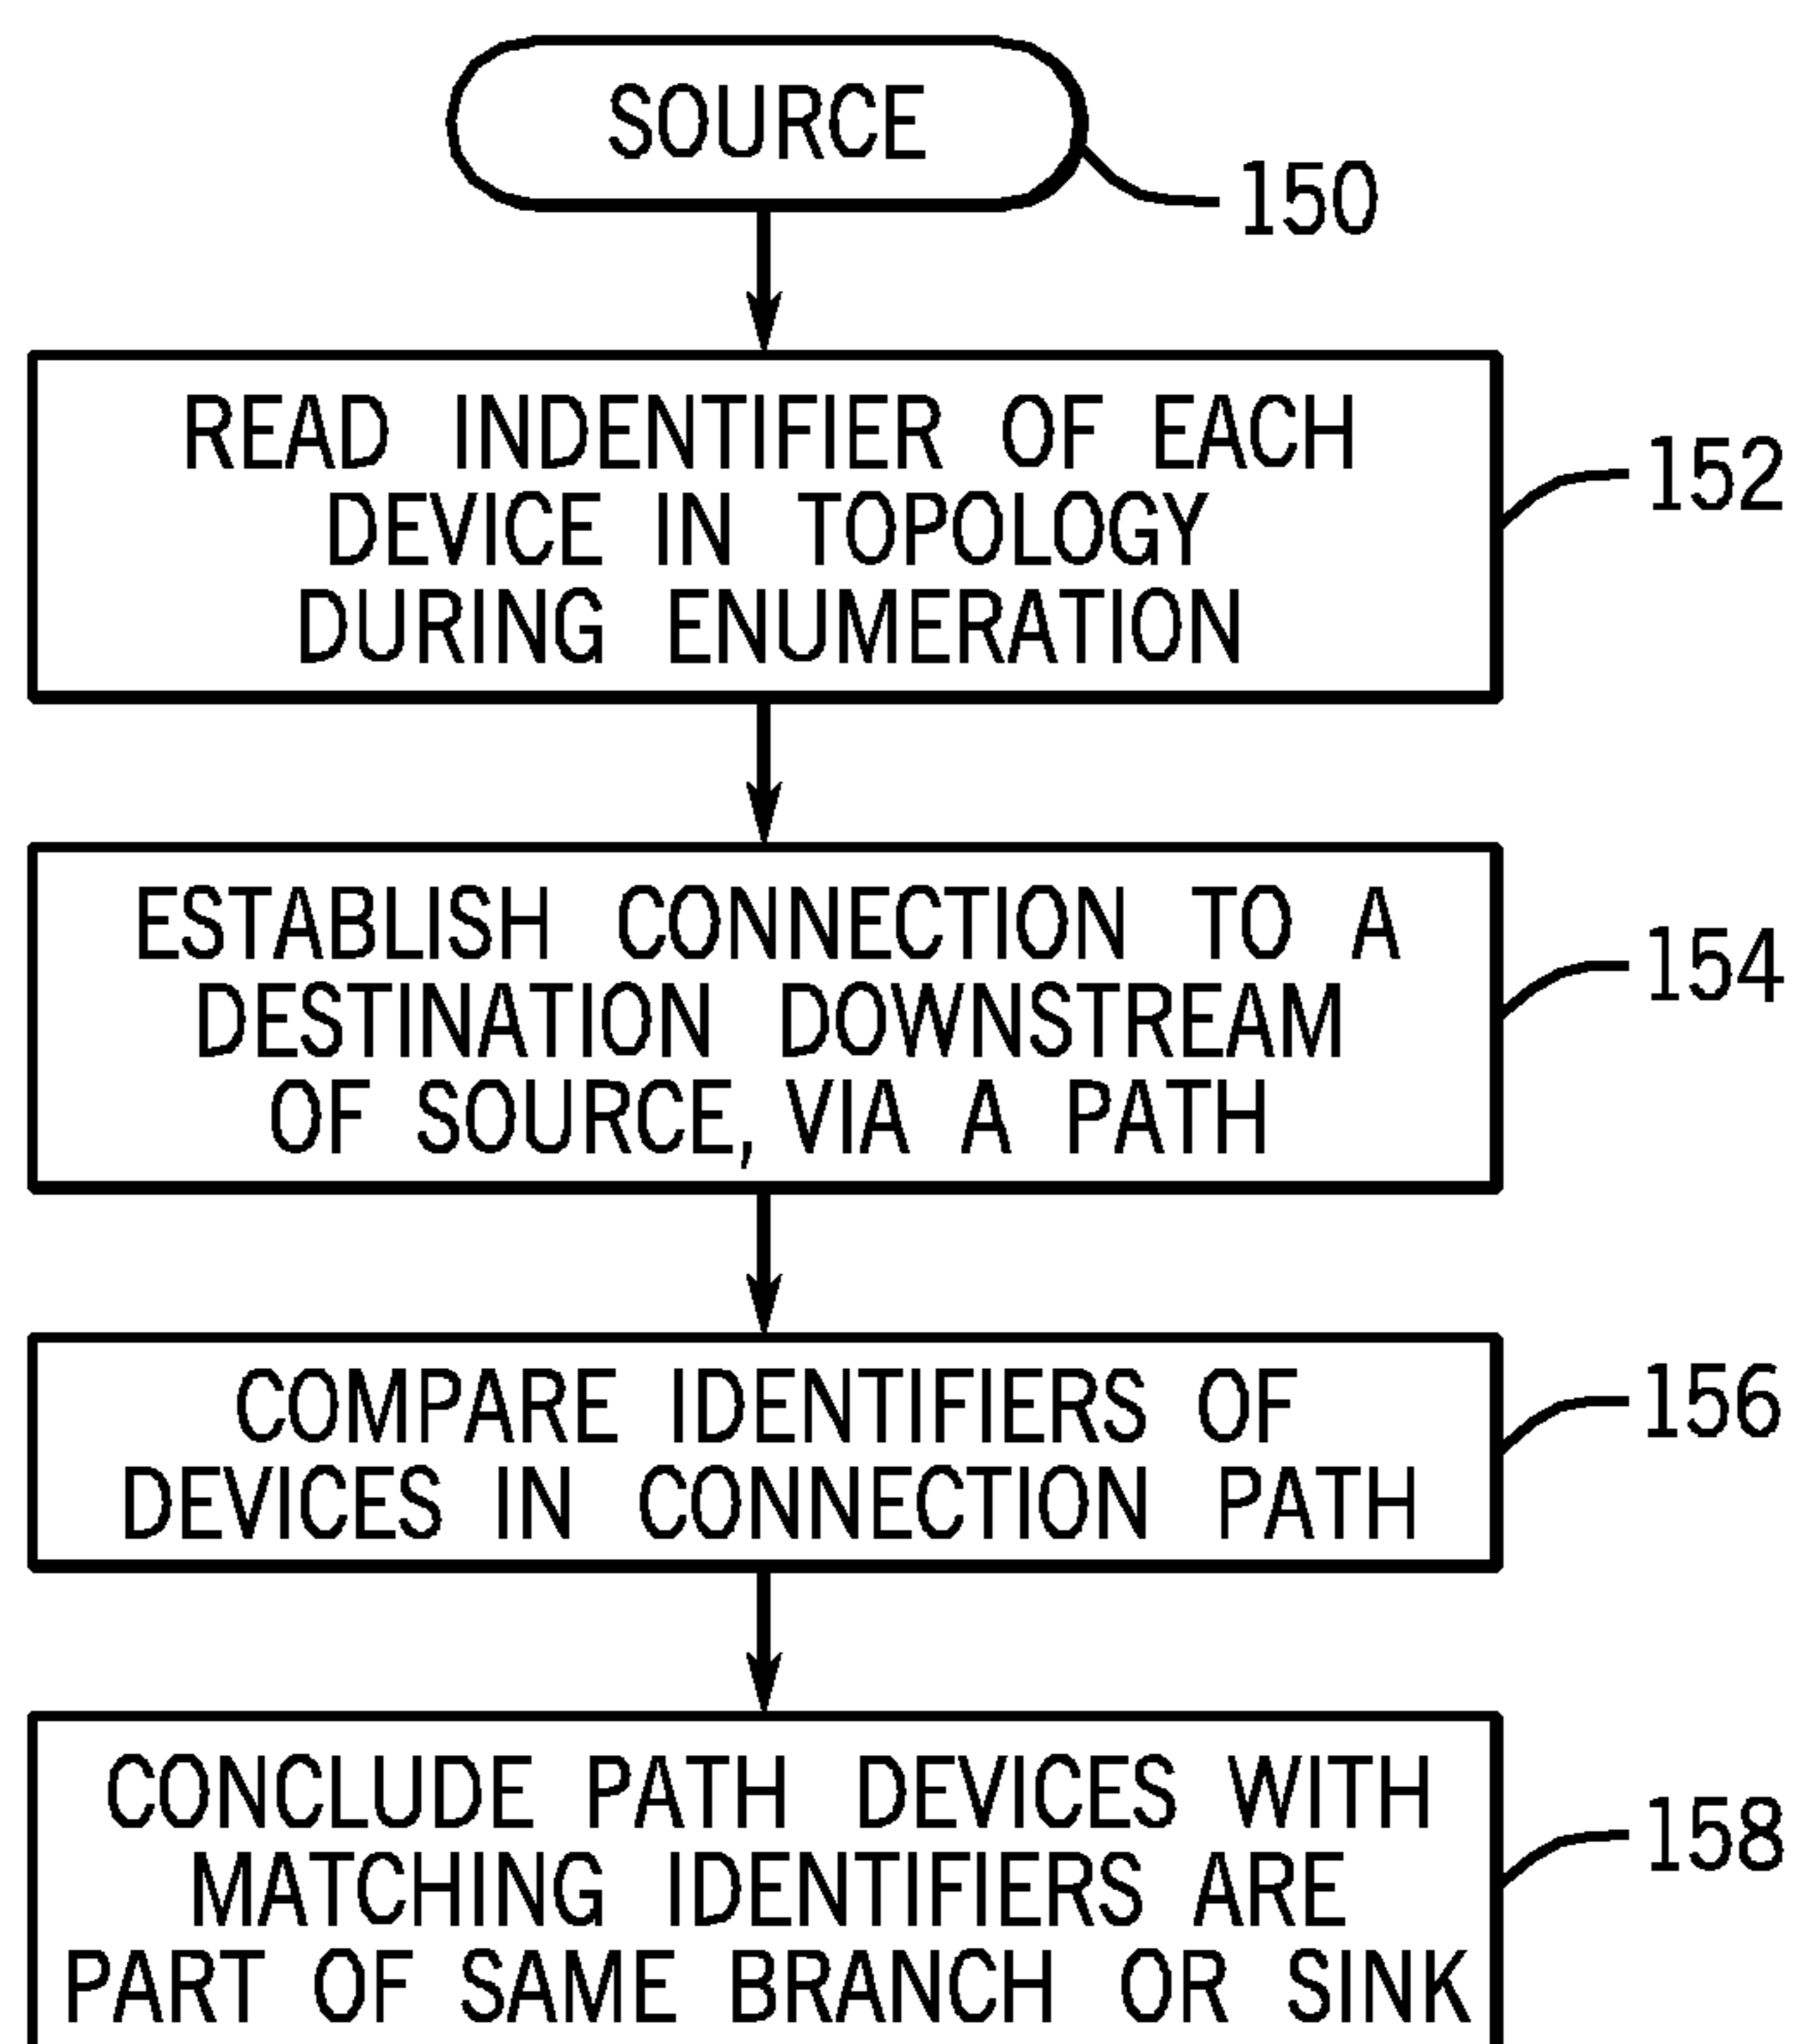 SOURCE
150
READ INDENTIFIER OF EACH
DEVICE IN TOPOLOGY
DURING ENUMERATION
152
ESTABLISH CONNECTION TO A
DESTINATION DOWNSTREAM
OF SOURCE, VIA A PATH
154
COMPARE IDENTIFIERS OF
DEVICES IN CONNECTION PATH
156
CONCLUDE PATH DEVICES WITH
MATCHING IDENTIFIERS ARE
PART OF SAME BRANCH OR SINK
158